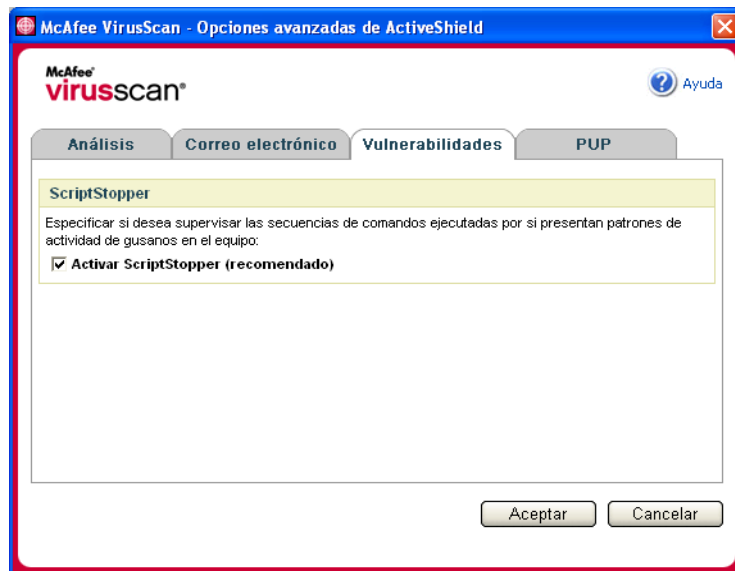 McAfee VirusScan - Opciones avanzadas de ActiveShield
McAfee®
virusscan®
Ayuda
Análisis
Correo electrónico
Vulnerabilidades
PUP
ScriptStopper
Especificar si desea supervisar las secuencias de comandos ejecutadas por si presentan patrones de
actividad de gusanos en el equipo:
Activar ScriptStopper (recomendado)
Aceptar
Cancelar